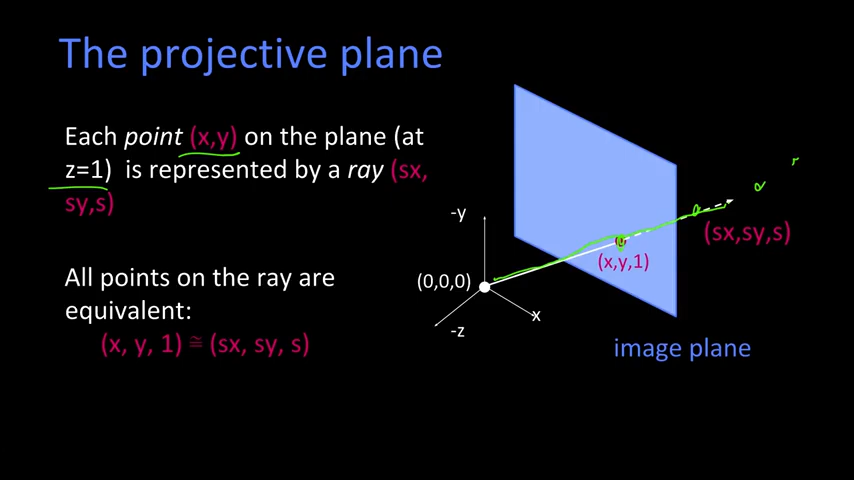 The projective plane
Each point (x,y) on the plane (at
z=1) is represented by a ray (sx,
sy,s)
All points on the ray are
equivalent:
(x, y, 1) ≅ (sx, sy, s)
-y
(sx,sy,s)
(x,y,1)
(0,0,0)
x
-z
image plane